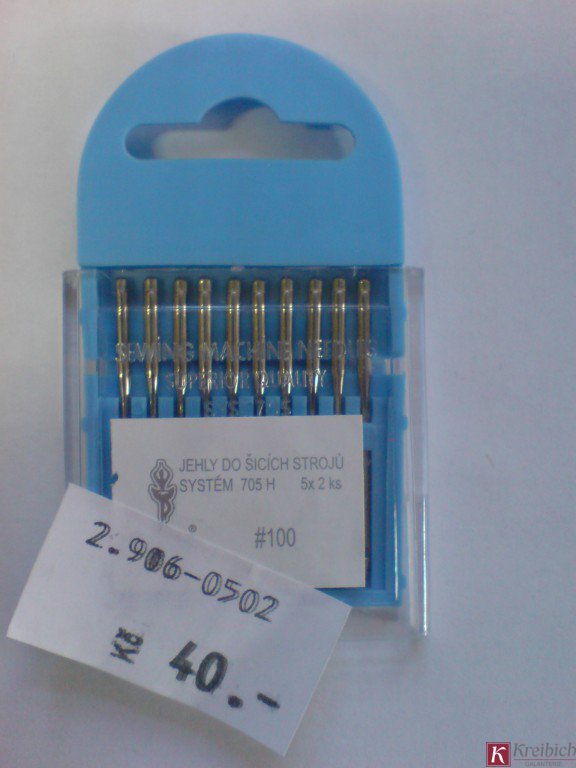 SEWING MACHINE NEEDLES
SUPERIOR QUALITY
JEHLY DO ŠICÍCH STROJŮ
SYSTÉM 705 H 5x 2 ks
®
#100
2.906-0502
Kč 40.-
K Kreibich
GALANTERIE